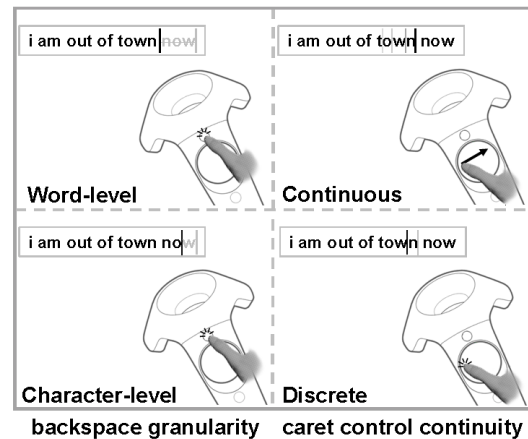 i am out of town now
i am out of town now
Word-level
Continuous
i am out of town now
i am out of town now
Character-level
Discrete
backspace granularity
caret control continuity